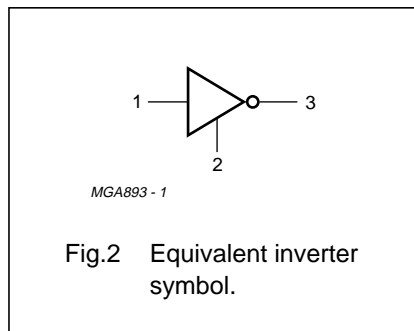 1
3
2
MGA893 - 1
Fig.2 Equivalent inverter
symbol.